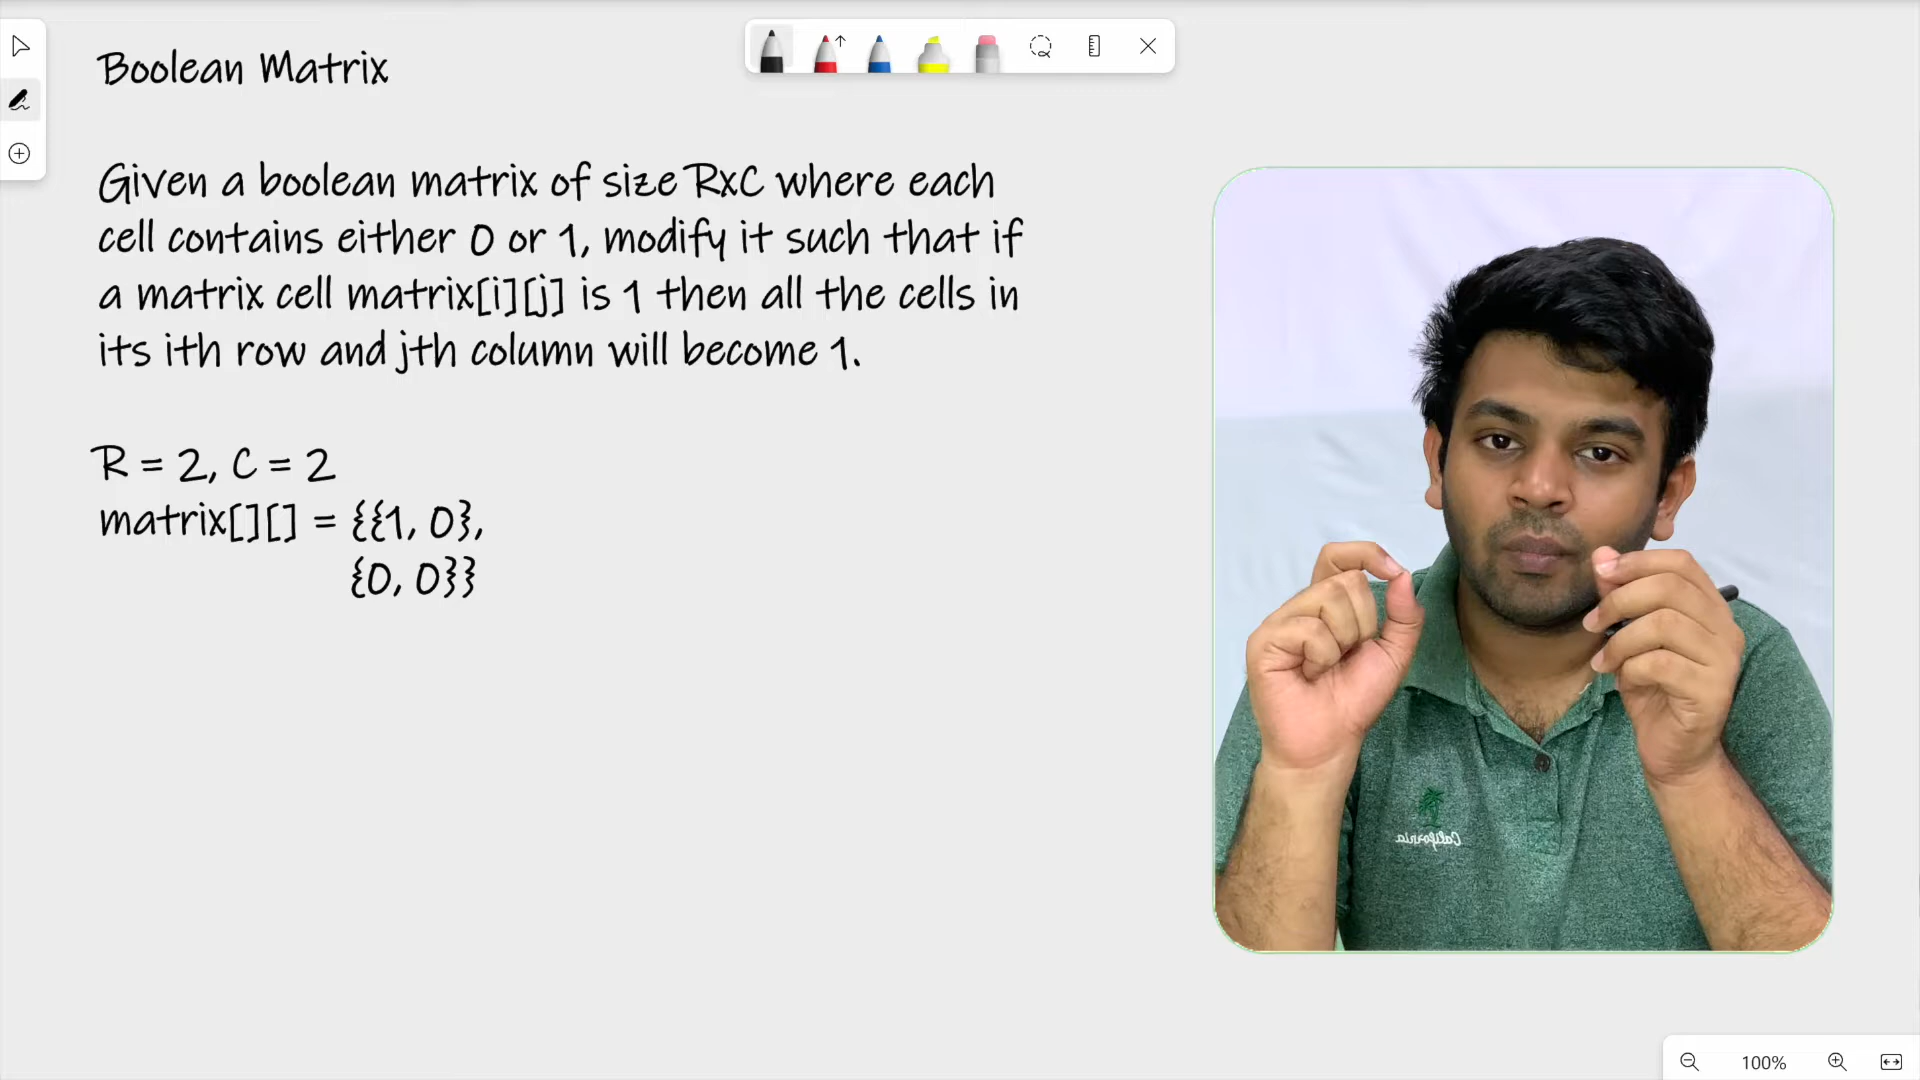 Boolean Matrix
Given a boolean matrix of size RxC where each
cell contains either 0 or 1, modify it such that if
a matrix cell matrix[i][j] is 1 then all the cells in
its ith row and jth column will become 1.
R = 2, C = 2
matrix[][] = {{1, 0},
{0, 0}}
California
100%